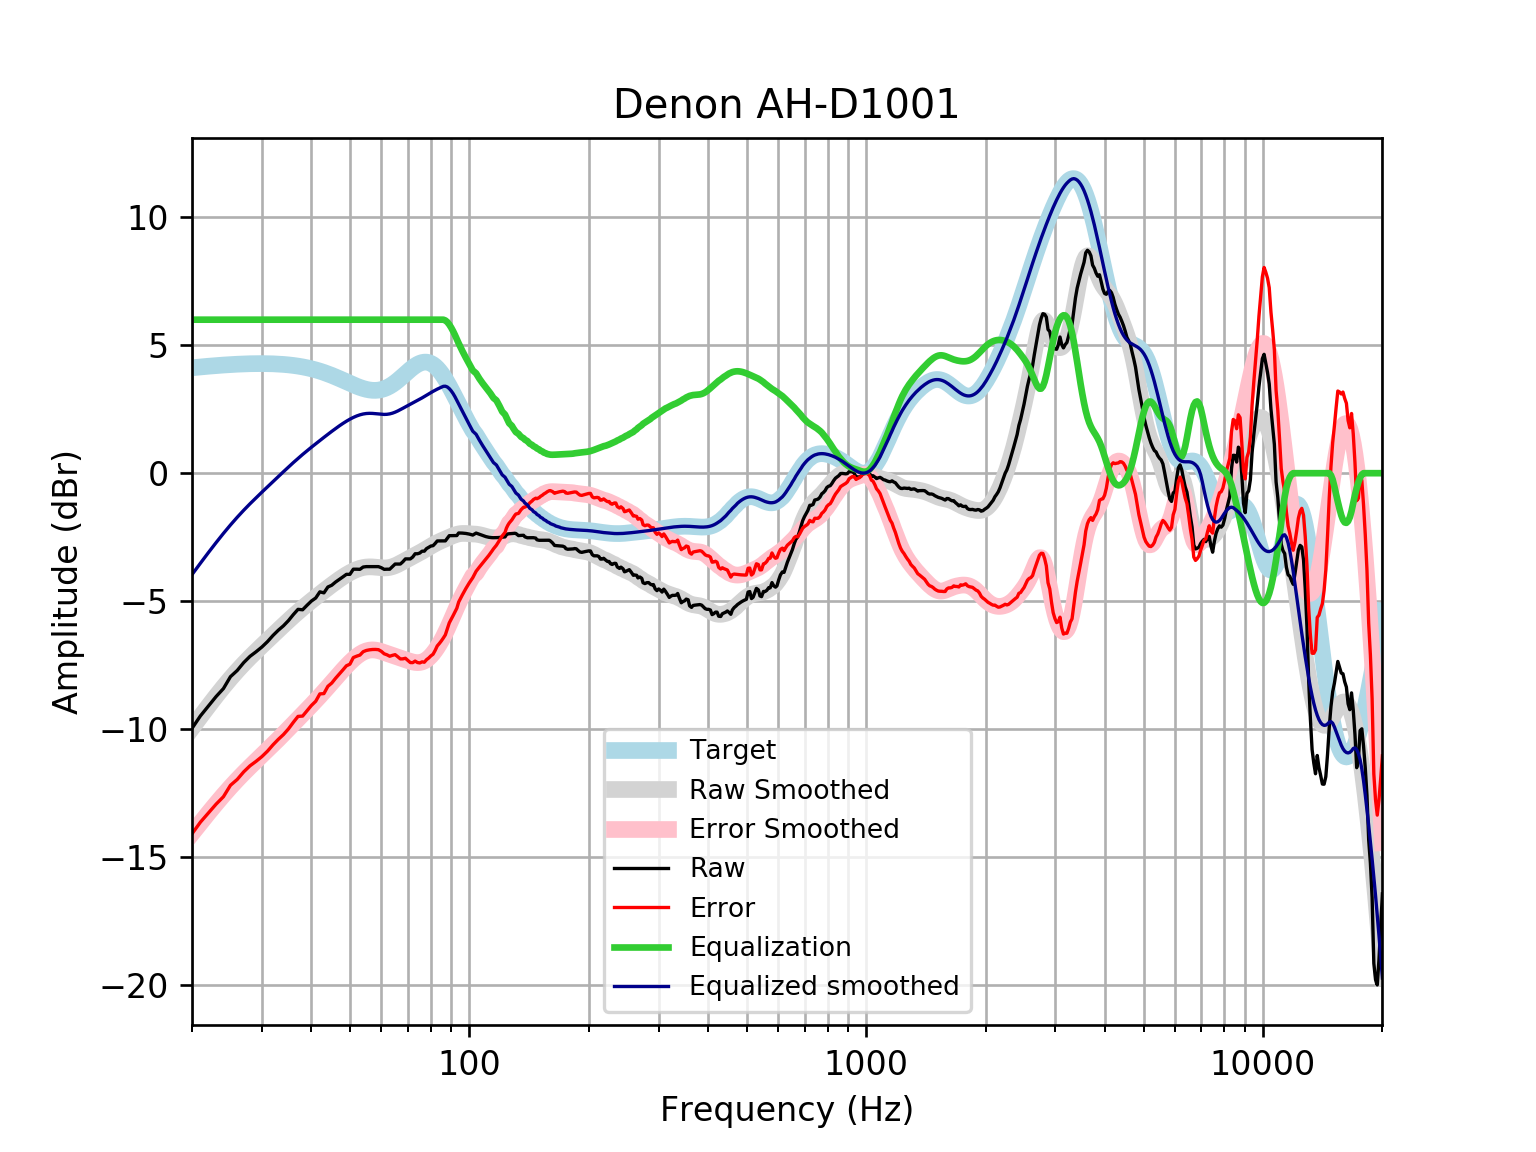 Denon AH-D1001
Amplitude (dBr)
10
5
0
−5
−10
−15
−20
Target
Raw Smoothed
Error Smoothed
Raw
Error
Equalization
Equalized smoothed
100
1000
10000
Frequency (Hz)